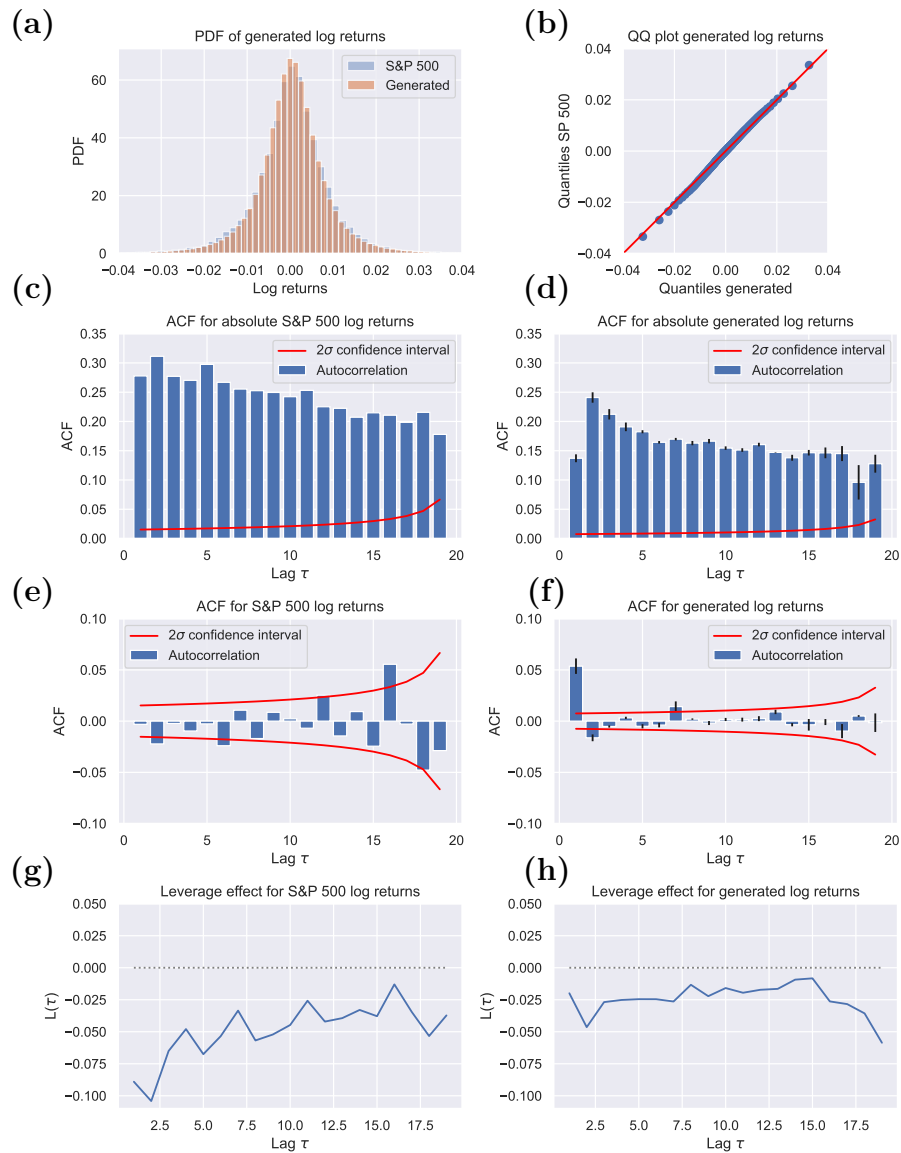 (a)
PDF of generated log returns
S&P 500
Generated
PDF
60
40
20
0
−0.04 −0.03 −0.02 −0.01 0.00 0.01 0.02 0.03 0.04
Log returns
(b)
QQ plot generated log returns
Quantiles SP 500
0.04
0.02
0.00
−0.02
−0.04
−0.04 −0.02 0.00 0.02 0.04
Quantiles generated
(c)
ACF for absolute S&P 500 log returns
2σ confidence interval
Autocorrelation
ACF
0.35
0.30
0.25
0.20
0.15
0.10
0.05
0.00
0 5 10 15 20
Lag τ
(d)
ACF for absolute generated log returns
2σ confidence interval
Autocorrelation
ACF
0.35
0.30
0.25
0.20
0.15
0.10
0.05
0.00
0 5 10 15 20
Lag τ
(e)
ACF for S&P 500 log returns
2σ confidence interval
Autocorrelation
ACF
0.10
0.05
0.00
−0.05
−0.10
0 5 10 15 20
Lag τ
(f)
ACF for generated log returns
2σ confidence interval
Autocorrelation
ACF
0.10
0.05
0.00
−0.05
−0.10
0 5 10 15 20
Lag τ
(g)
Leverage effect for S&P 500 log returns
L(τ)
0.050
0.025
0.000
−0.025
−0.050
−0.075
−0.100
2.5 5.0 7.5 10.0 12.5 15.0 17.5
Lag τ
(h)
Leverage effect for generated log returns
L(τ)
0.050
0.025
0.000
−0.025
−0.050
−0.075
−0.100
2.5 5.0 7.5 10.0 12.5 15.0 17.5
Lag τ